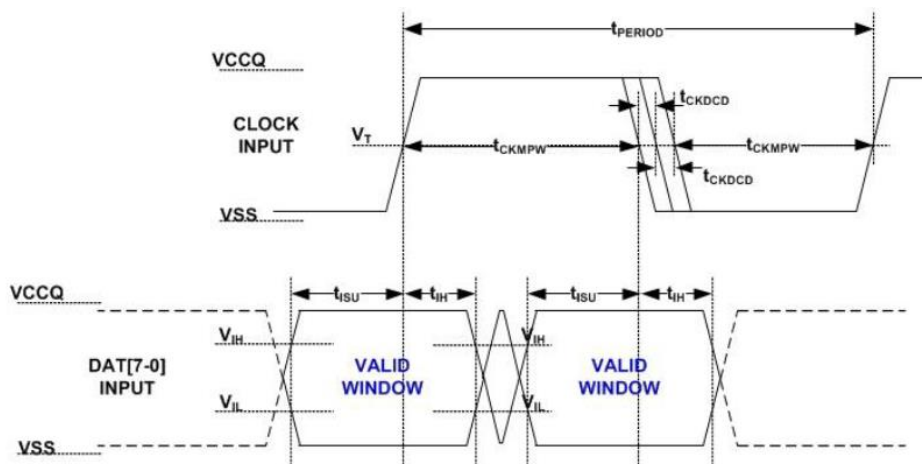 tPERIOD
VCCQ
tCKDCD
CLOCK
INPUT
VT
tCKMPW
tCKMPW
tCKDCD
VSS
VCCQ
tISU
tIH
tISU
tIH
VIH
VIH
DAT[7-0]
INPUT
VALID
WINDOW
VALID
WINDOW
VIL
VIL
VSS